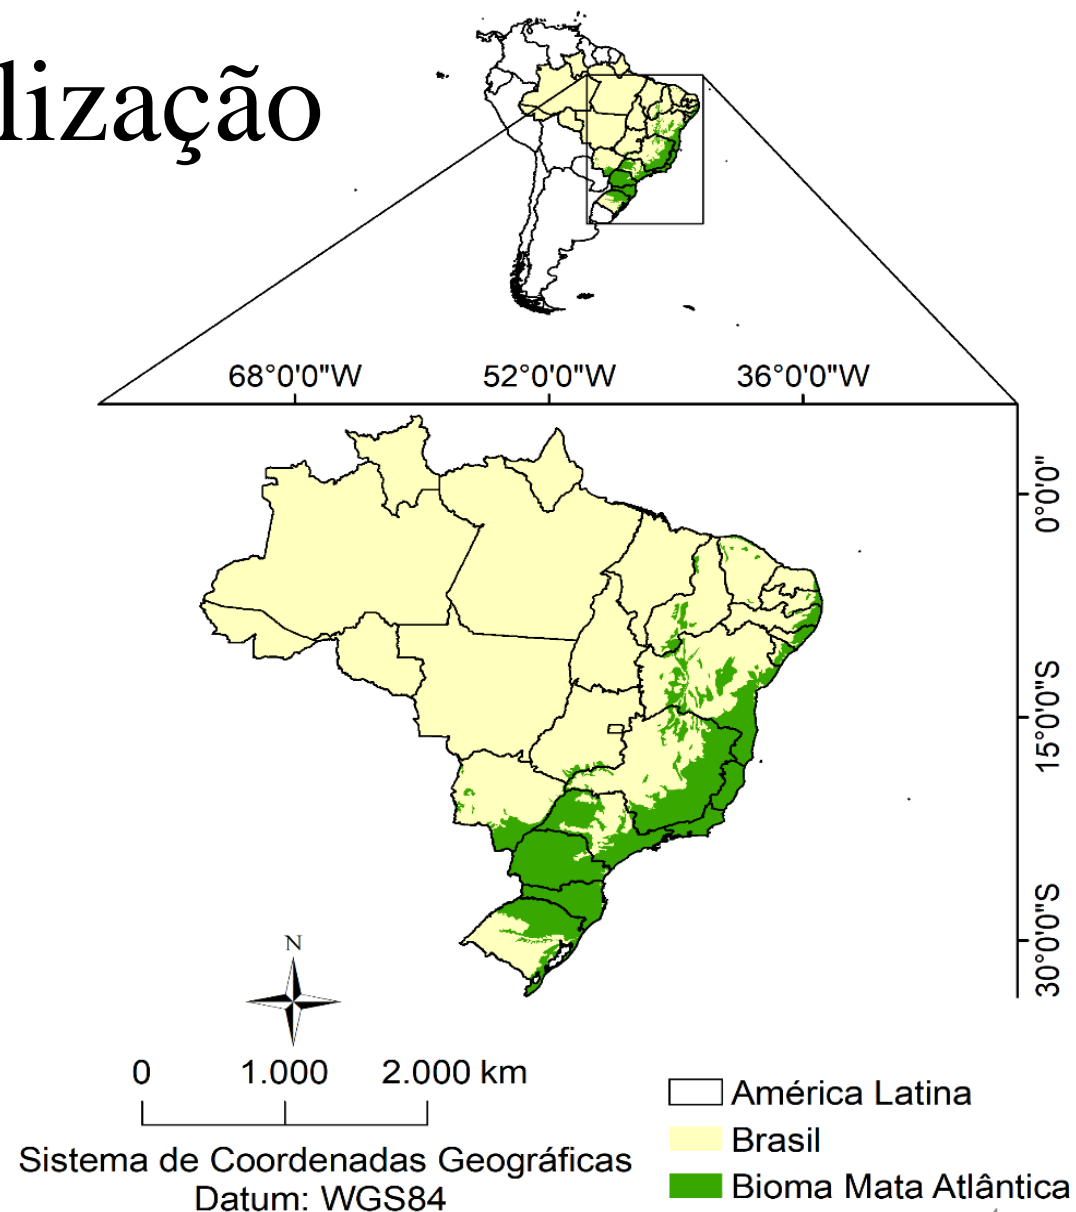 lização
68°0'0"W 52°0'0"W 36°0'0"W
0°0'0"
15°0'0"S
30°0'0"S
N
0 1.000 2.000 km
Sistema de Coordenadas Geográficas
Datum: WGS84
América Latina
Brasil
Bioma Mata Atlântica